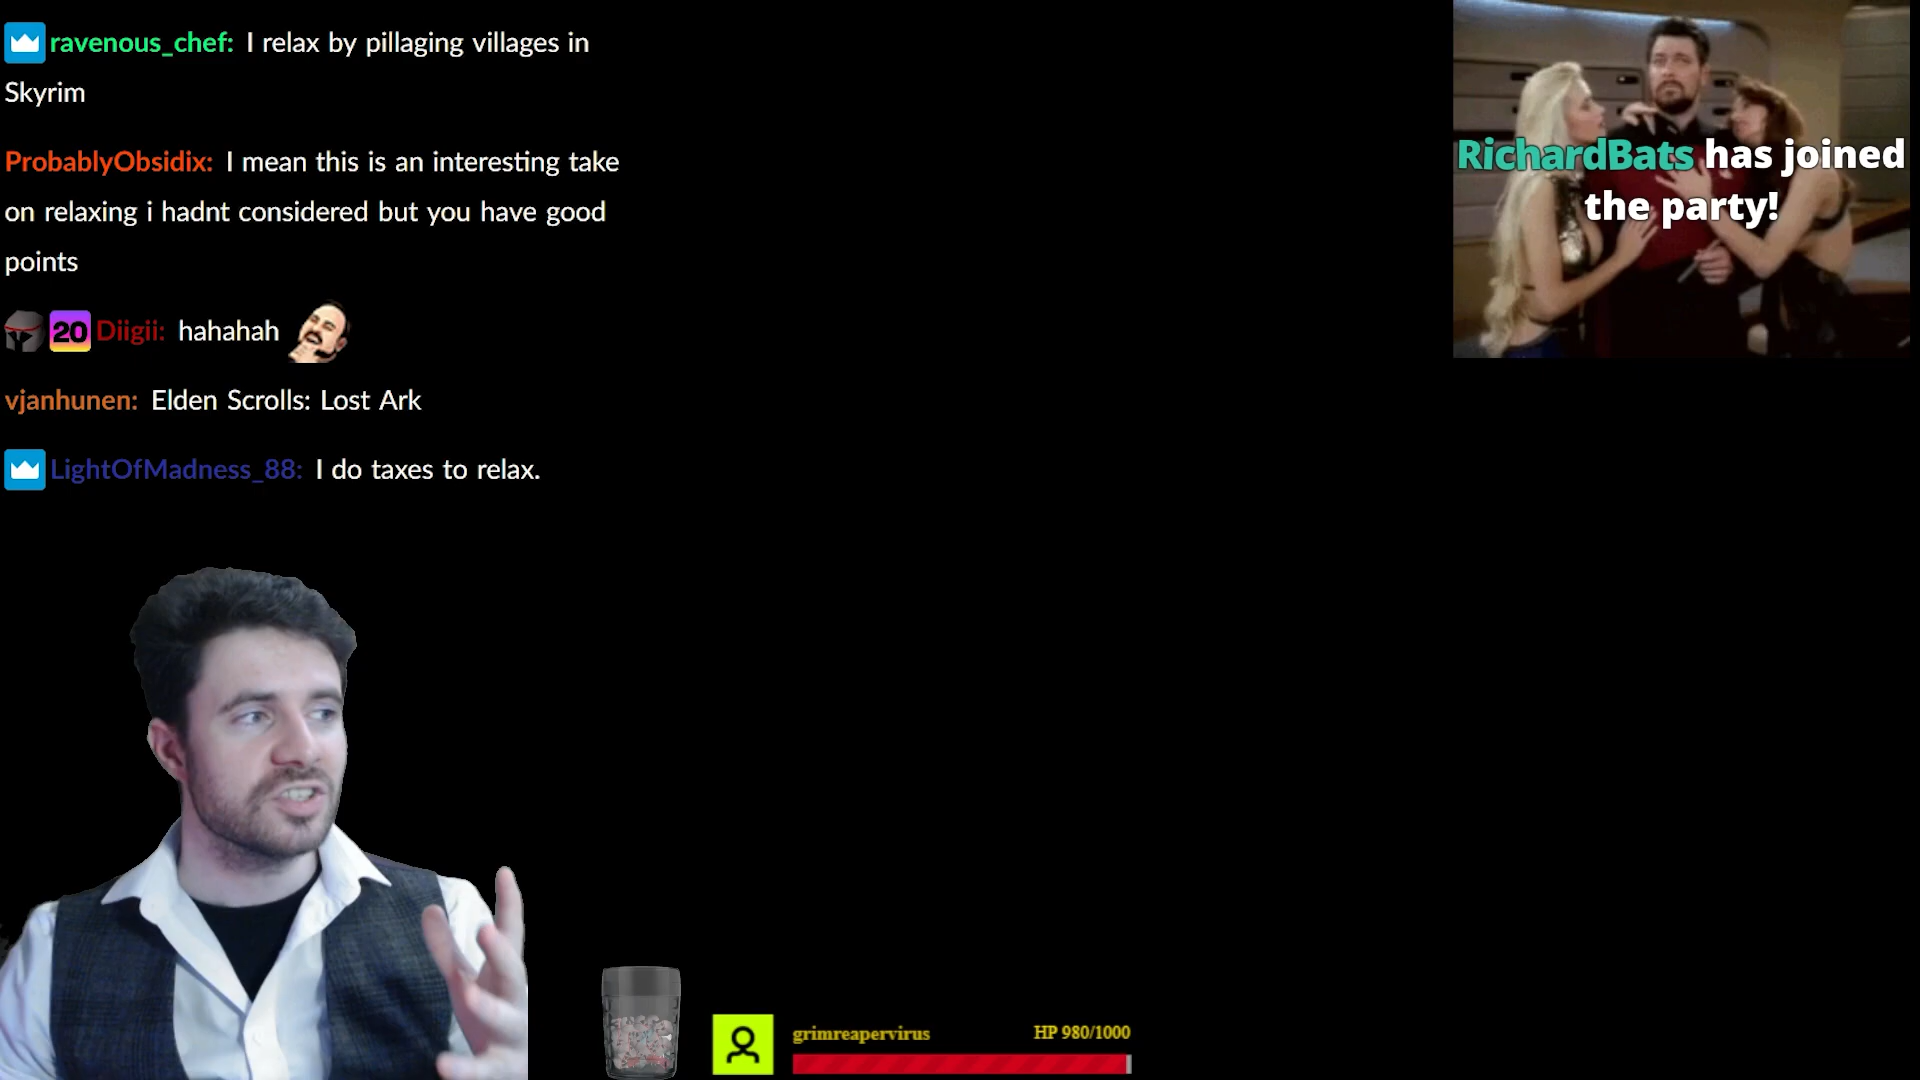 ravenous_chef: I relax by pillaging villages in
Skyrim
ProbablyObsidix: I mean this is an interesting take
on relaxing i hadnt considered but you have good
points
20 Diigii: hahahah
vjanhunen: Elden Scrolls: Lost Ark
LightOfMadness_88: I do taxes to relax.
RichardBats has joined
the party!
grimreapervirus HP 980/1000